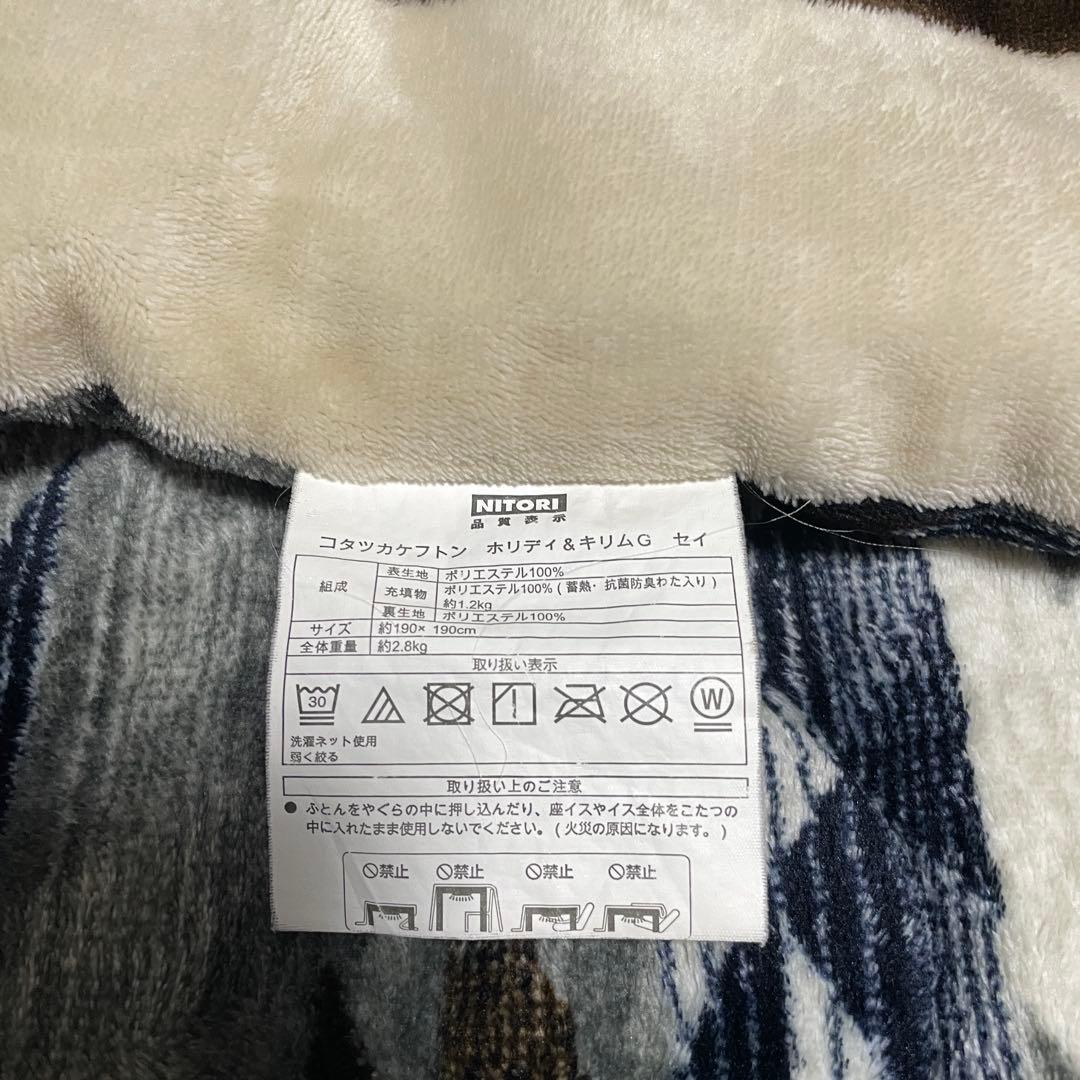 NITORI
品質表示
コタツカケフトン ホリディ&キリムG セイ
組成
表生地 ポリエステル100%
充填物 ポリエステル100%(蓄熱・抗菌防臭わた入り)
約1.2kg
裏生地 ポリエステル100%
サイズ 約190×190cm
全体重量 約2.8kg
取り扱い表示
30
W
洗濯ネット使用
弱く絞る
取り扱い上のご注意
● ふとんをやぐらの中に押し込んだり、座イスやイス全体をこたつの
中に入れたまま使用しないでください。(火災の原因になります。)
禁止 禁止 禁止 禁止